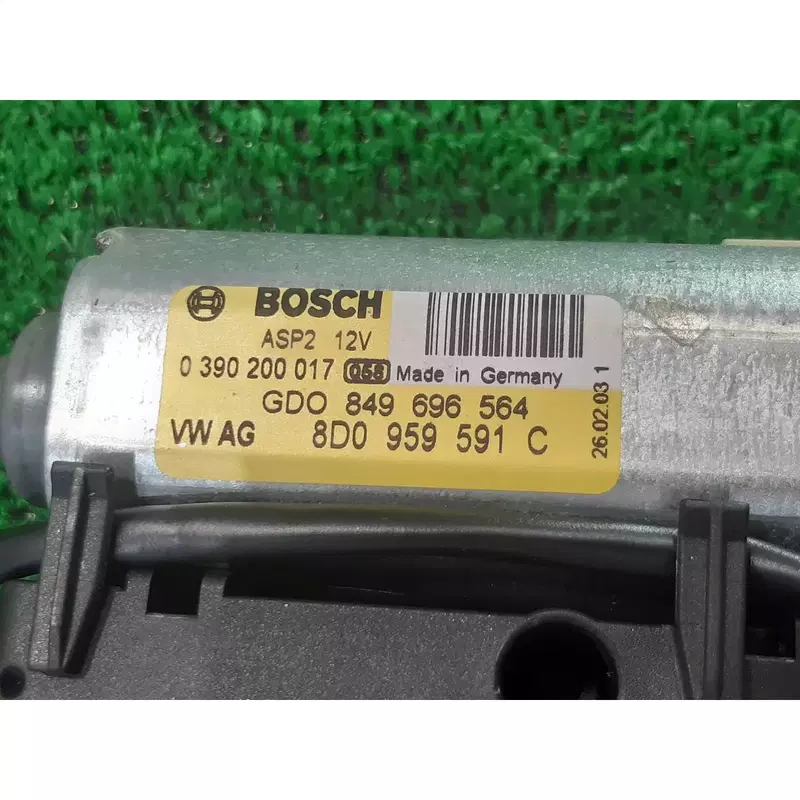 BOSCH
ASP2 12V
0 390 200 017 058 Made in Germany
GDO 849 696 564
VW AG 8D0 959 591 C
26.02.03 1